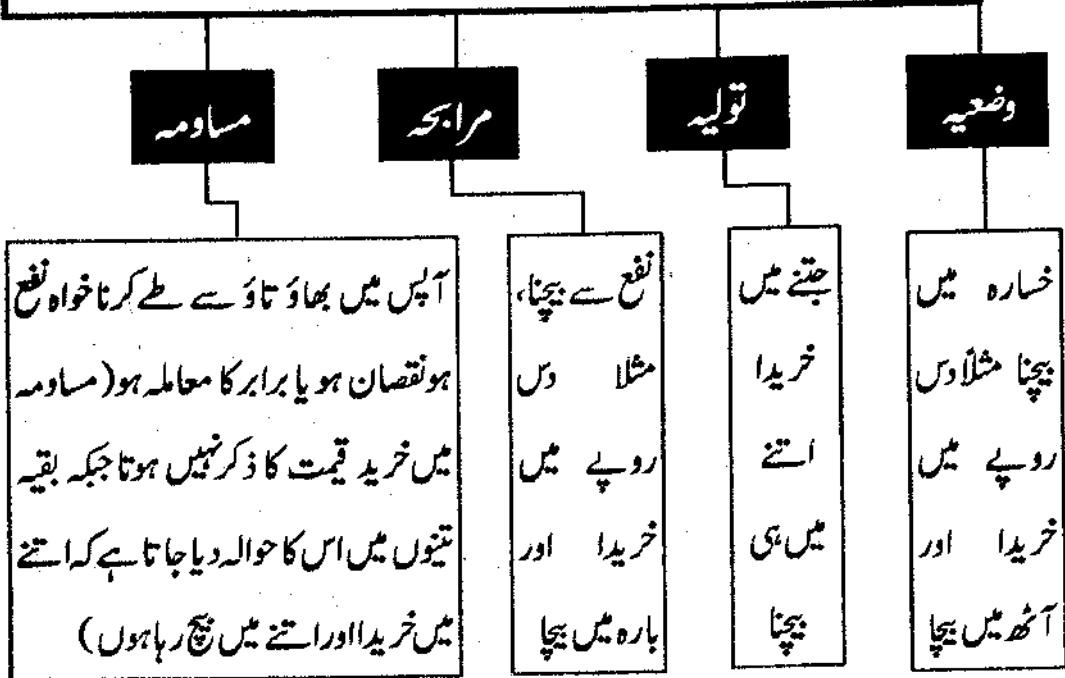 وضعیہ
تولیہ
مرابحہ
مساومہ
خسارہ میں
بیچنا مثلاً دس
روپے میں
خریدا اور
آٹھ میں بیچا
جتنے میں
خریدا
اتنے
میں ہی
بیچنا
نفع سے بیچنا،
مثلا دس
روپے میں
خریدا اور
بارہ میں بیچا
آپس میں بھاؤ تاؤ سے طے کرنا خواہ نفع
ہو نقصان ہو یا برابر کا معاملہ ہو (مساومہ
میں خرید قیمت کا ذکر نہیں ہوتا جبکہ بقیہ
تینوں میں اس کا حوالہ دیا جاتا ہے کہ اتنے
میں خریدا اور اتنے میں بیچ رہا ہوں)